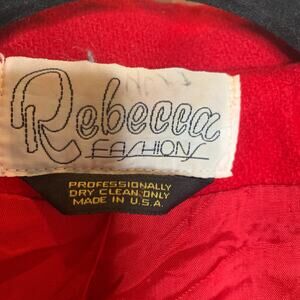 Rebecca
FASHIONS
PROFESSIONALLY
DRY CLEAN ONLY
MADE IN U.S.A.